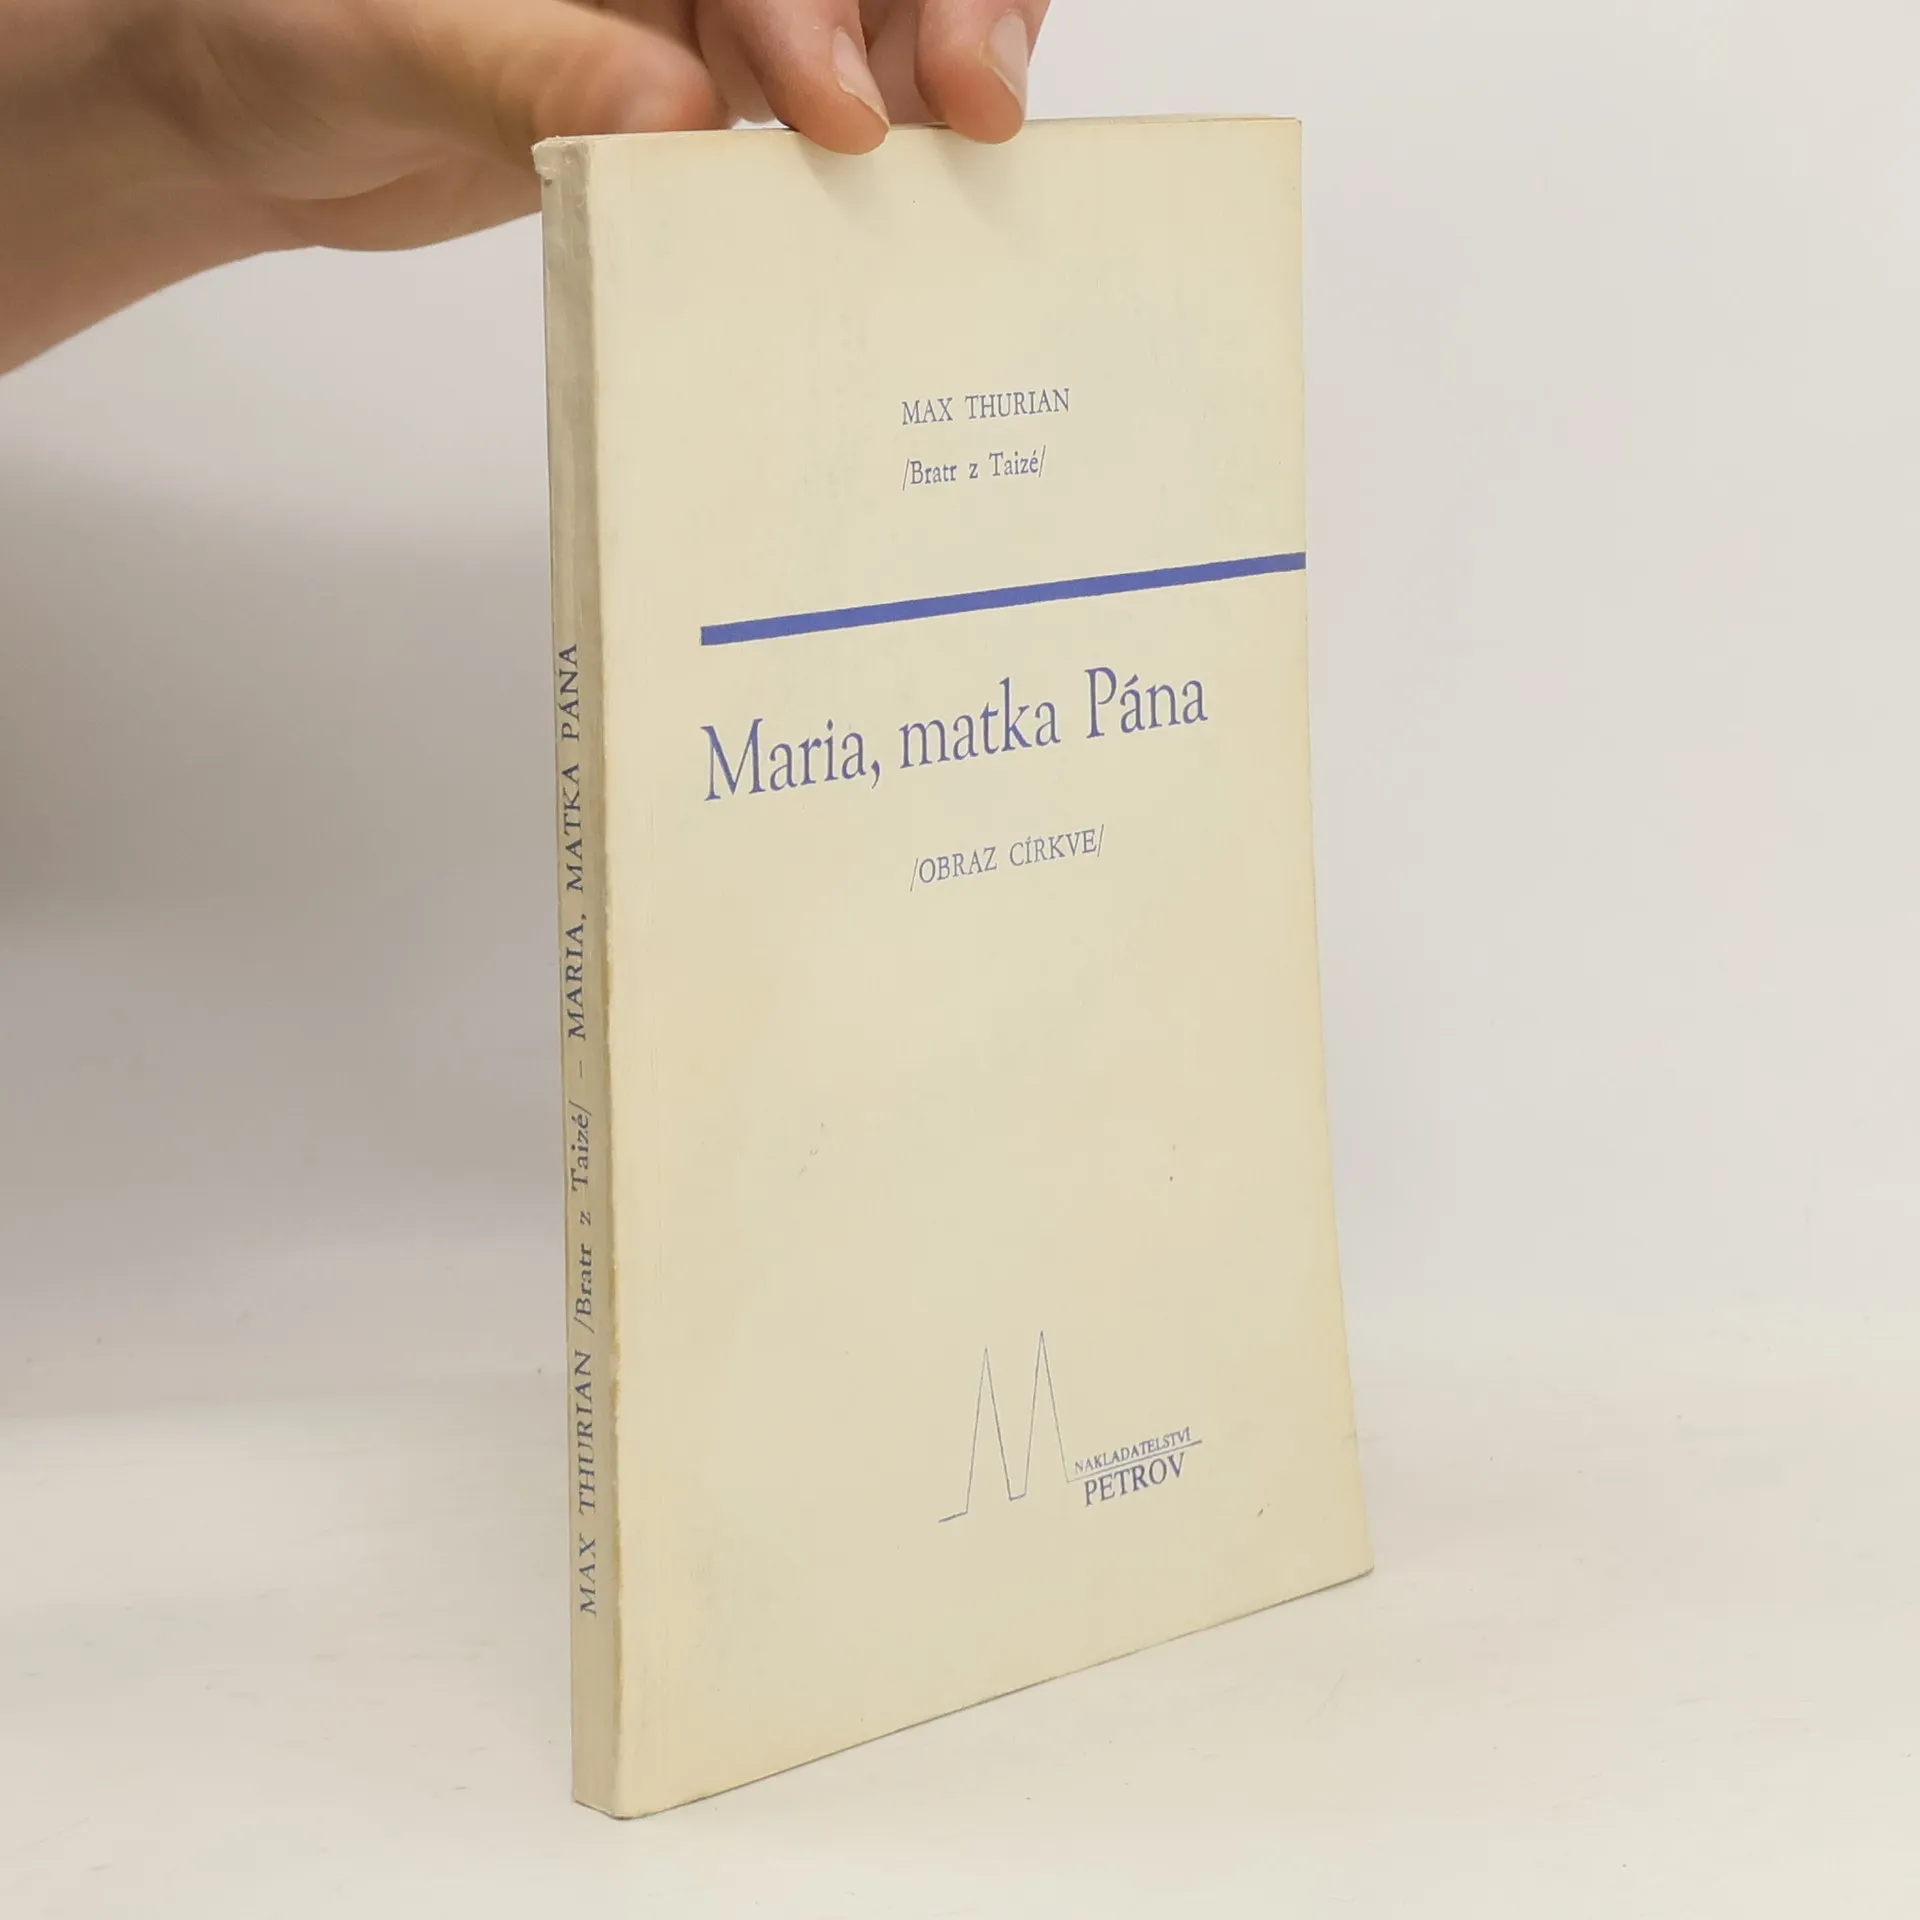 MAX THURIAN
/Bratr z Taizé/
Maria, matka Pána
/OBRAZ CÍRKVE/
NAKLADATELSTVÍ
PETROV
MAX THURIAN /Bratr z Taizé/ – MARIA, MATKA PÁNA